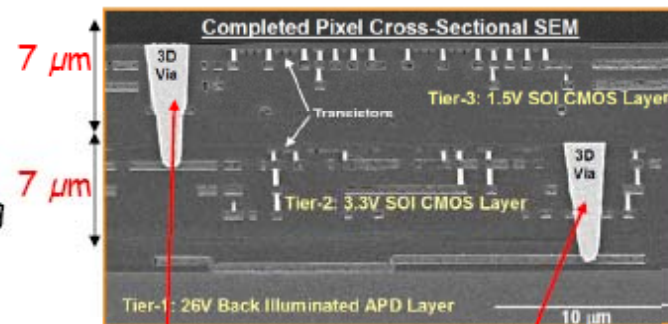 Completed Pixel Cross-Sectional SEM
7 μm
3D
Via
Tier-3: 1.5V SOI CMOS Layer
Transistors
7 μm
3D
Via
Tier-2: 3.3V SOI CMOS Layer
Tier-1: 26V Back Illuminated APD Layer
10 μm